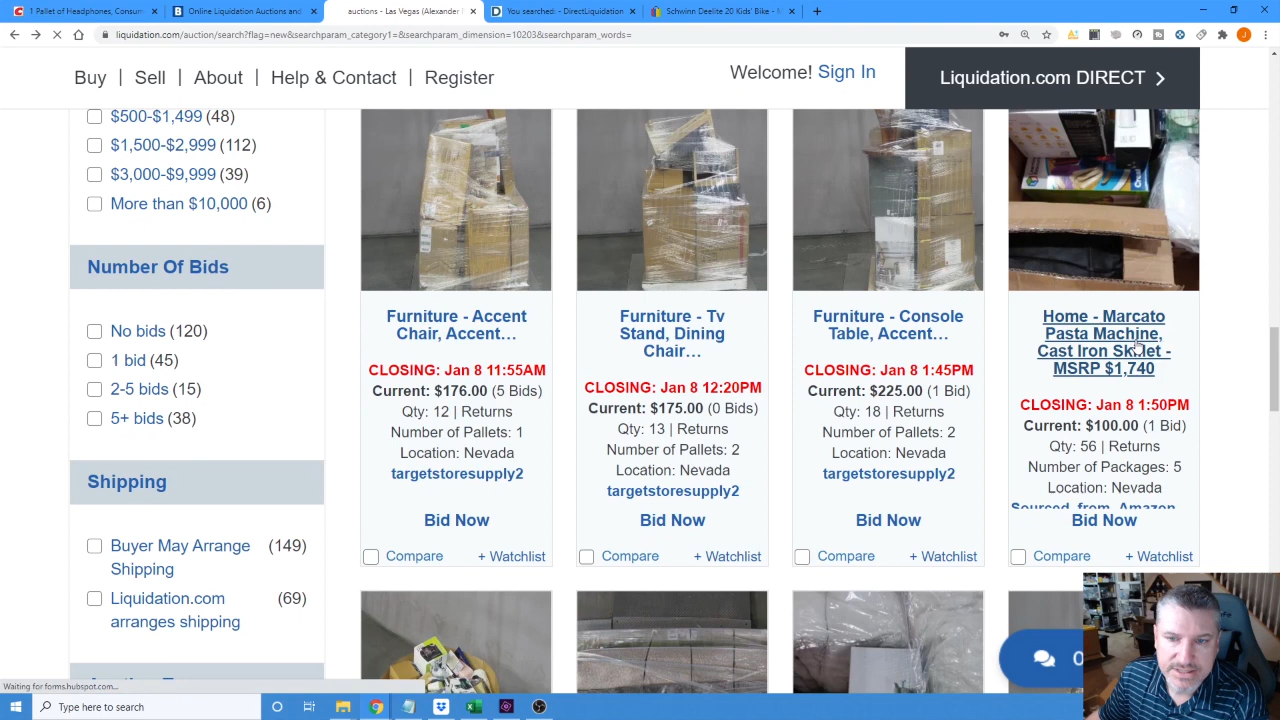 1 Pallet of Headphones, Consum
Online Liquidation Auctions and
auctions - Las Vegas (Alexander P
You searched: - DirectLiquidation
Schwinn Deelite 20 Kids' Bike - M
liquidation.com/auction/search?flag=new&searchparam_category1=&searchparam_dimension=10203&searchparam_words=
Buy | Sell | About | Help & Contact | Register
Welcome! Sign In
Liquidation.com DIRECT
$500-$1,499 (48)
$1,500-$2,999 (112)
$3,000-$9,999 (39)
More than $10,000 (6)
Number Of Bids
No bids (120)
1 bid (45)
2-5 bids (15)
5+ bids (38)
Shipping
Buyer May Arrange (149)
Shipping
Liquidation.com (69)
arranges shipping
Furniture - Accent
Chair, Accent...
CLOSING: Jan 8 11:55AM
Current: $176.00 (5 Bids)
Qty: 12 | Returns
Number of Pallets: 1
Location: Nevada
targetstoresupply2
Bid Now
Compare
+ Watchlist
Furniture - Tv
Stand, Dining
Chair...
CLOSING: Jan 8 12:20PM
Current: $175.00 (0 Bids)
Qty: 13 | Returns
Number of Pallets: 2
Location: Nevada
targetstoresupply2
Bid Now
Compare
+ Watchlist
Furniture - Console
Table, Accent...
CLOSING: Jan 8 1:45PM
Current: $225.00 (1 Bid)
Qty: 18 | Returns
Number of Pallets: 2
Location: Nevada
targetstoresupply2
Bid Now
Compare
+ Watchlist
Home - Marcato
Pasta Machine,
Cast Iron Skillet -
MSRP $1,740
CLOSING: Jan 8 1:50PM
Current: $100.00 (1 Bid)
Qty: 56 | Returns
Number of Packages: 5
Location: Nevada
Sourced from Amazon
Bid Now
Compare
+ Watchlist
Waiting for forms.hubspot.com...
Type here to search